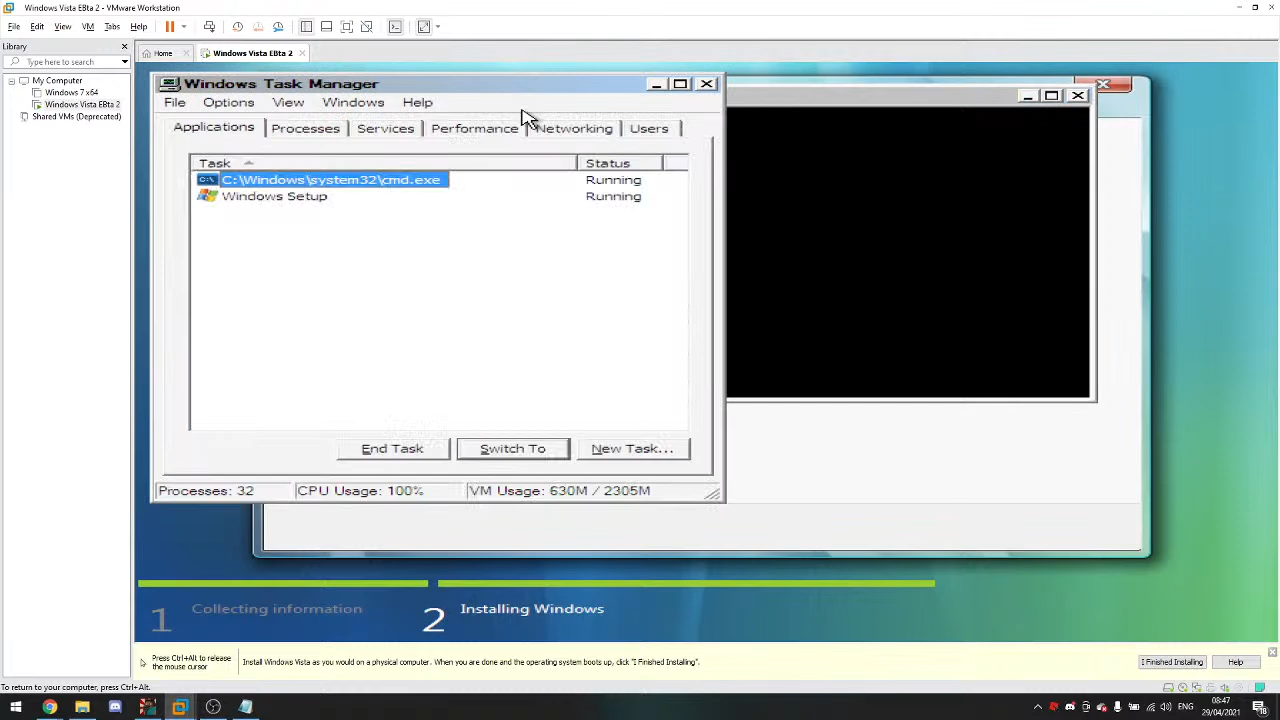 Windows Vista EBta 2 - VMware Workstation
File Edit View VM Tabs Help
Library
Type here to search
My Computer
Windows 7 x64
Windows Vista EBta 2
Shared VMs (Deprecated)
Home
Windows Vista EBta 2
Windows Task Manager
File Options View Windows Help
Applications Processes Services Performance Networking Users
Task Status
C:\Windows\system32\cmd.exe Running
Windows Setup Running
End Task Switch To New Task...
Processes: 32 CPU Usage: 100% VM Usage: 630M / 2305M
1 Collecting information 2 Installing Windows
Press Ctrl+Alt to release the mouse cursor
Install Windows Vista as you would on a physical computer. When you are done and the operating system boots up, click "I Finished Installing".
I Finished Installing Help
To return to your computer, press Ctrl+Alt.
ENG
08:47
29/04/2021
18